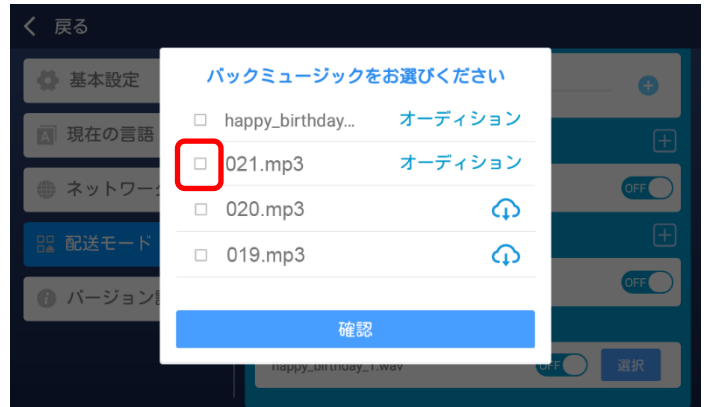 戻る
バックミュージックをお選びください
基本設定
happy_birthday... オーディション
現在の言語
021.mp3 オーディション
OFF
ネットワー
020.mp3
配送モード
019.mp3
OFF
バージョン
確認
happy_birthday_1.wav OFF 選択